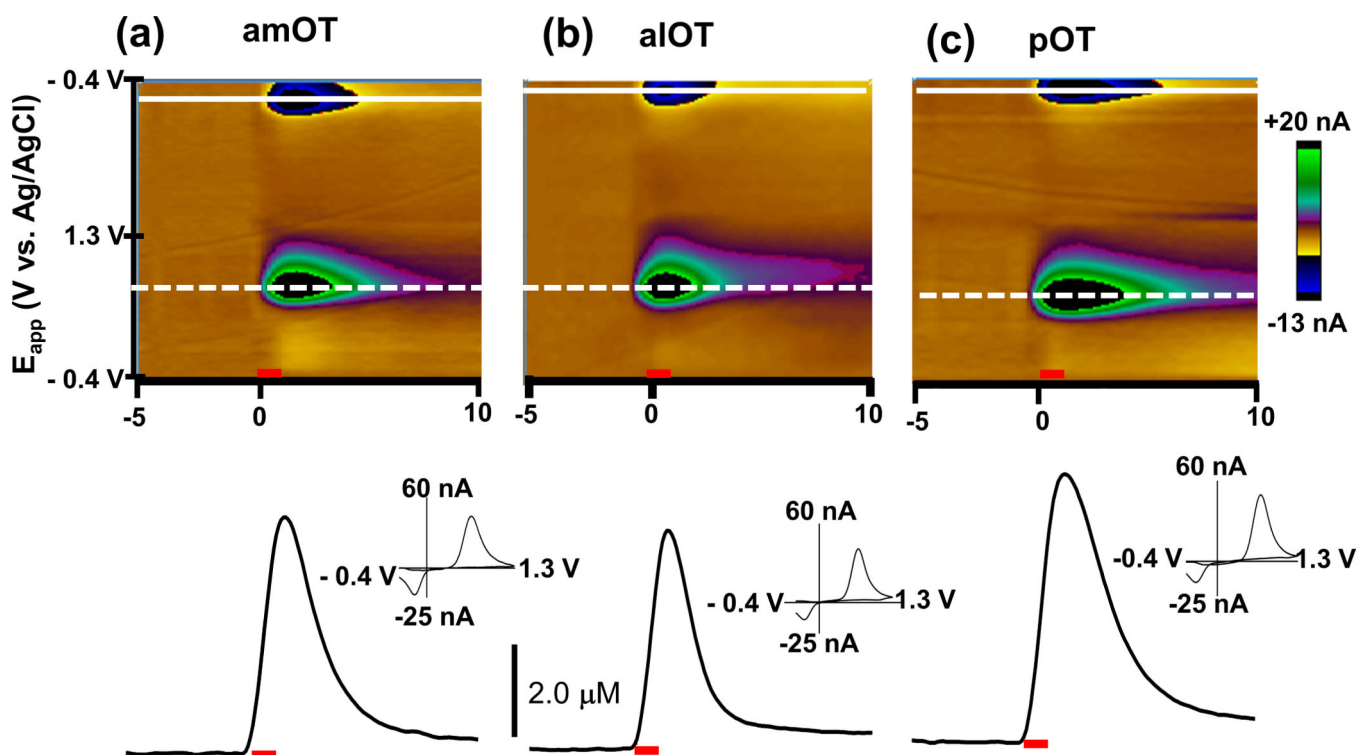 (a) amOT
(b) alOT
(c) pOT
E_app (V vs. Ag/AgCl)
- 0.4 V
1.3 V
- 0.4 V
-5 0 10
-5 0 10
-5 0 10
+20 nA
-13 nA
60 nA
- 0.4 V
1.3 V
-25 nA
2.0 μM
60 nA
- 0.4 V
1.3 V
-25 nA
60 nA
-0.4 V
1.3 V
-25 nA